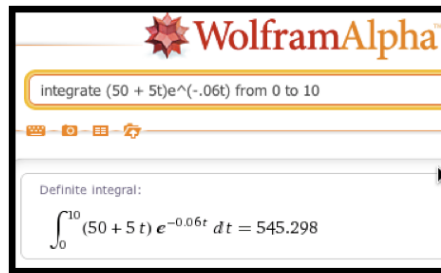 WolframAlpha
integrate (50 + 5t)e^(-.06t) from 0 to 10
Definite integral:
∫₀¹⁰ (50 + 5 t) e^(-0.06t) dt = 545.298